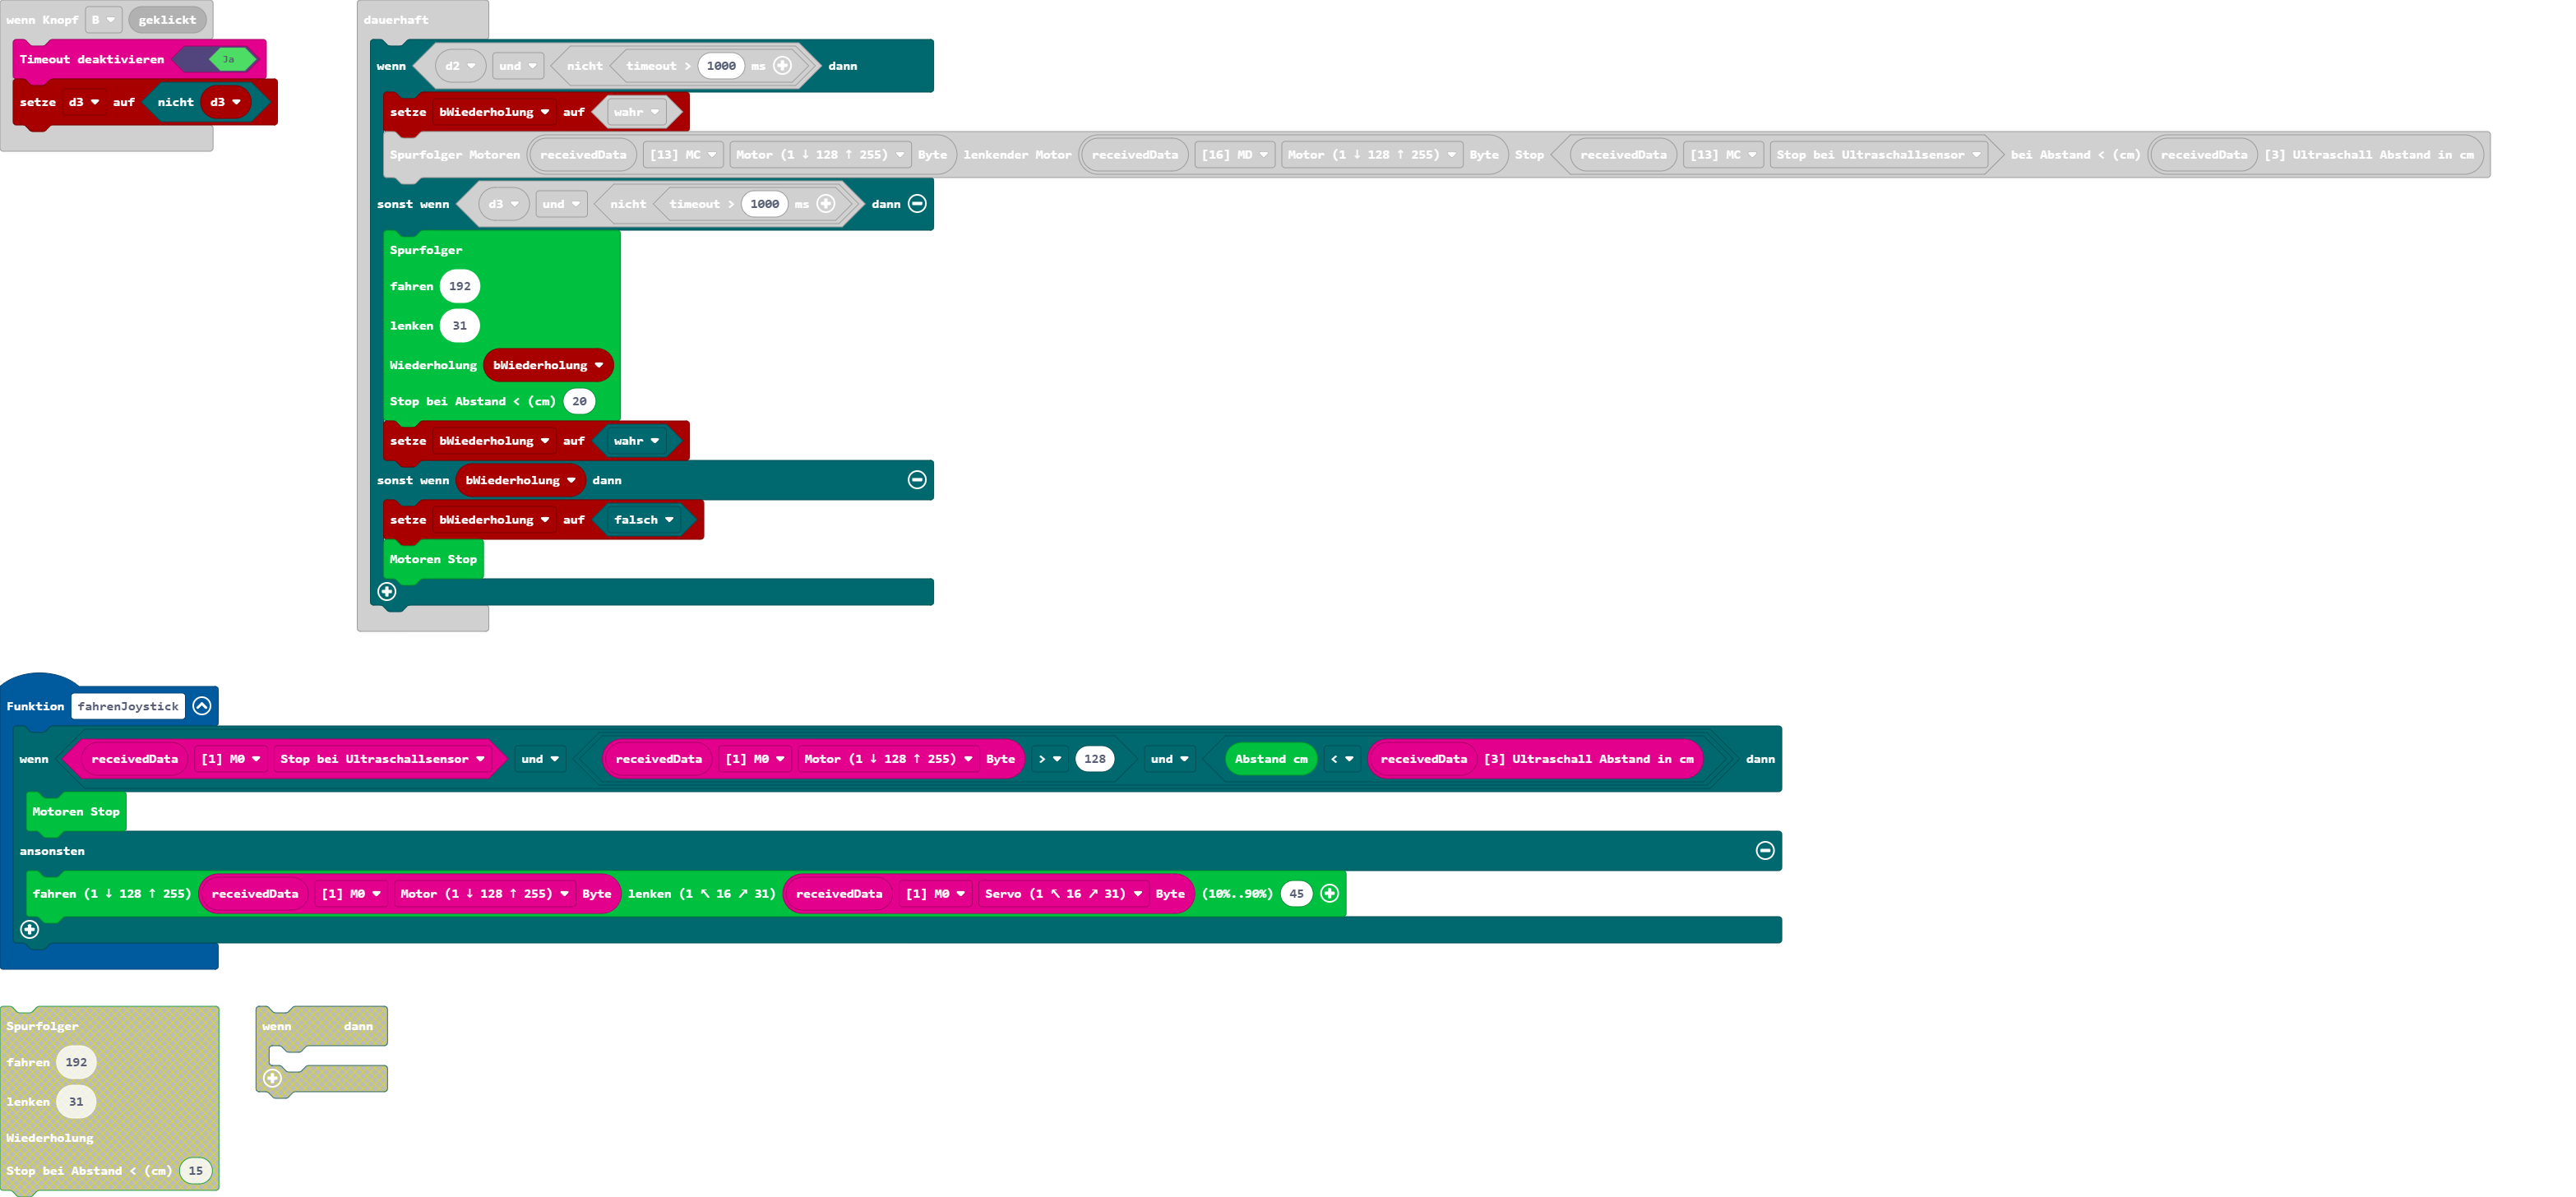 wenn Knopf B geklickt
Timeout deaktivieren Ja
setze d3 auf nicht d3
dauerhaft
wenn d2 und nicht timeout > 1000 ms dann
setze bWiederholung auf wahr
Spurfolger Motoren receivedData [13] MC Motor (1 ↓ 128 ↑ 255) Byte lenkender Motor receivedData [16] MD Motor (1 ↓ 128 ↑ 255) Byte Stop receivedData [13] MC Stop bei Ultraschallsensor bei Abstand < (cm) receivedData [3] Ultraschall Abstand in cm
sonst wenn d3 und nicht timeout > 1000 ms dann
Spurfolger
fahren 192
lenken 31
Wiederholung bWiederholung
Stop bei Abstand < (cm) 20
setze bWiederholung auf wahr
sonst wenn bWiederholung dann
setze bWiederholung auf falsch
Motoren Stop
Funktion fahrenJoystick
wenn receivedData [1] M0 Stop bei Ultraschallsensor und receivedData [1] M0 Motor (1 ↓ 128 ↑ 255) Byte > 128 und Abstand cm < receivedData [3] Ultraschall Abstand in cm dann
Motoren Stop
ansonsten
fahren (1 ↓ 128 ↑ 255) receivedData [1] M0 Motor (1 ↓ 128 ↑ 255) Byte lenken (1 ↖ 16 ↗ 31) receivedData [1] M0 Servo (1 ↖ 16 ↗ 31) Byte (10%..90%) 45
Spurfolger
fahren 192
lenken 31
Wiederholung
Stop bei Abstand < (cm) 15
wenn dann